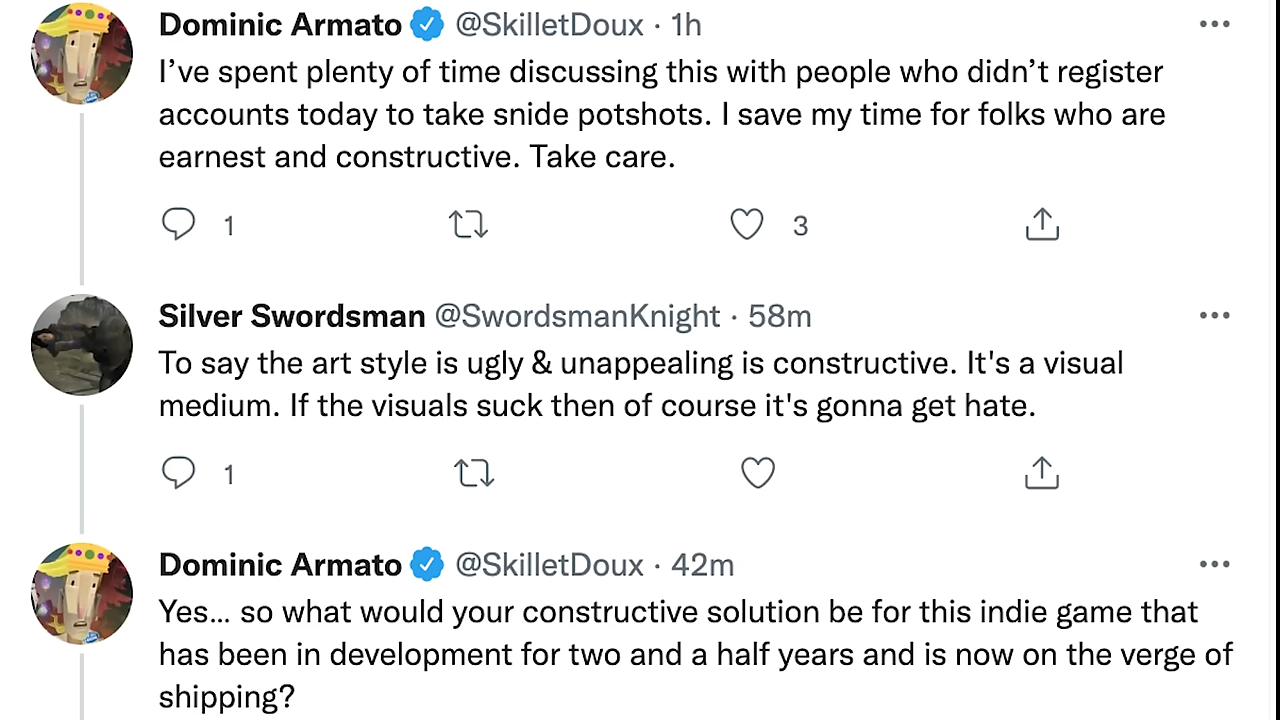 Dominic Armato @SkilletDoux · 1h
I’ve spent plenty of time discussing this with people who didn’t register
accounts today to take snide potshots. I save my time for folks who are
earnest and constructive. Take care.
1 3
Silver Swordsman @SwordsmanKnight · 58m
To say the art style is ugly & unappealing is constructive. It's a visual
medium. If the visuals suck then of course it's gonna get hate.
1
Dominic Armato @SkilletDoux · 42m
Yes... so what would your constructive solution be for this indie game that
has been in development for two and a half years and is now on the verge of
shipping?